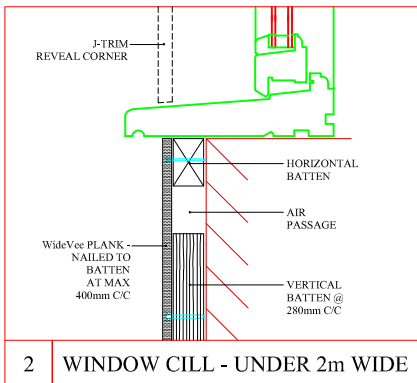 J-TRIM
REVEAL CORNER
HORIZONTAL
BATTEN
AIR
PASSAGE
WideVee PLANK -
NAILED TO
BATTEN
AT MAX
400mm C/C
VERTICAL
BATTEN @
280mm C/C
2 WINDOW CILL - UNDER 2m WIDE